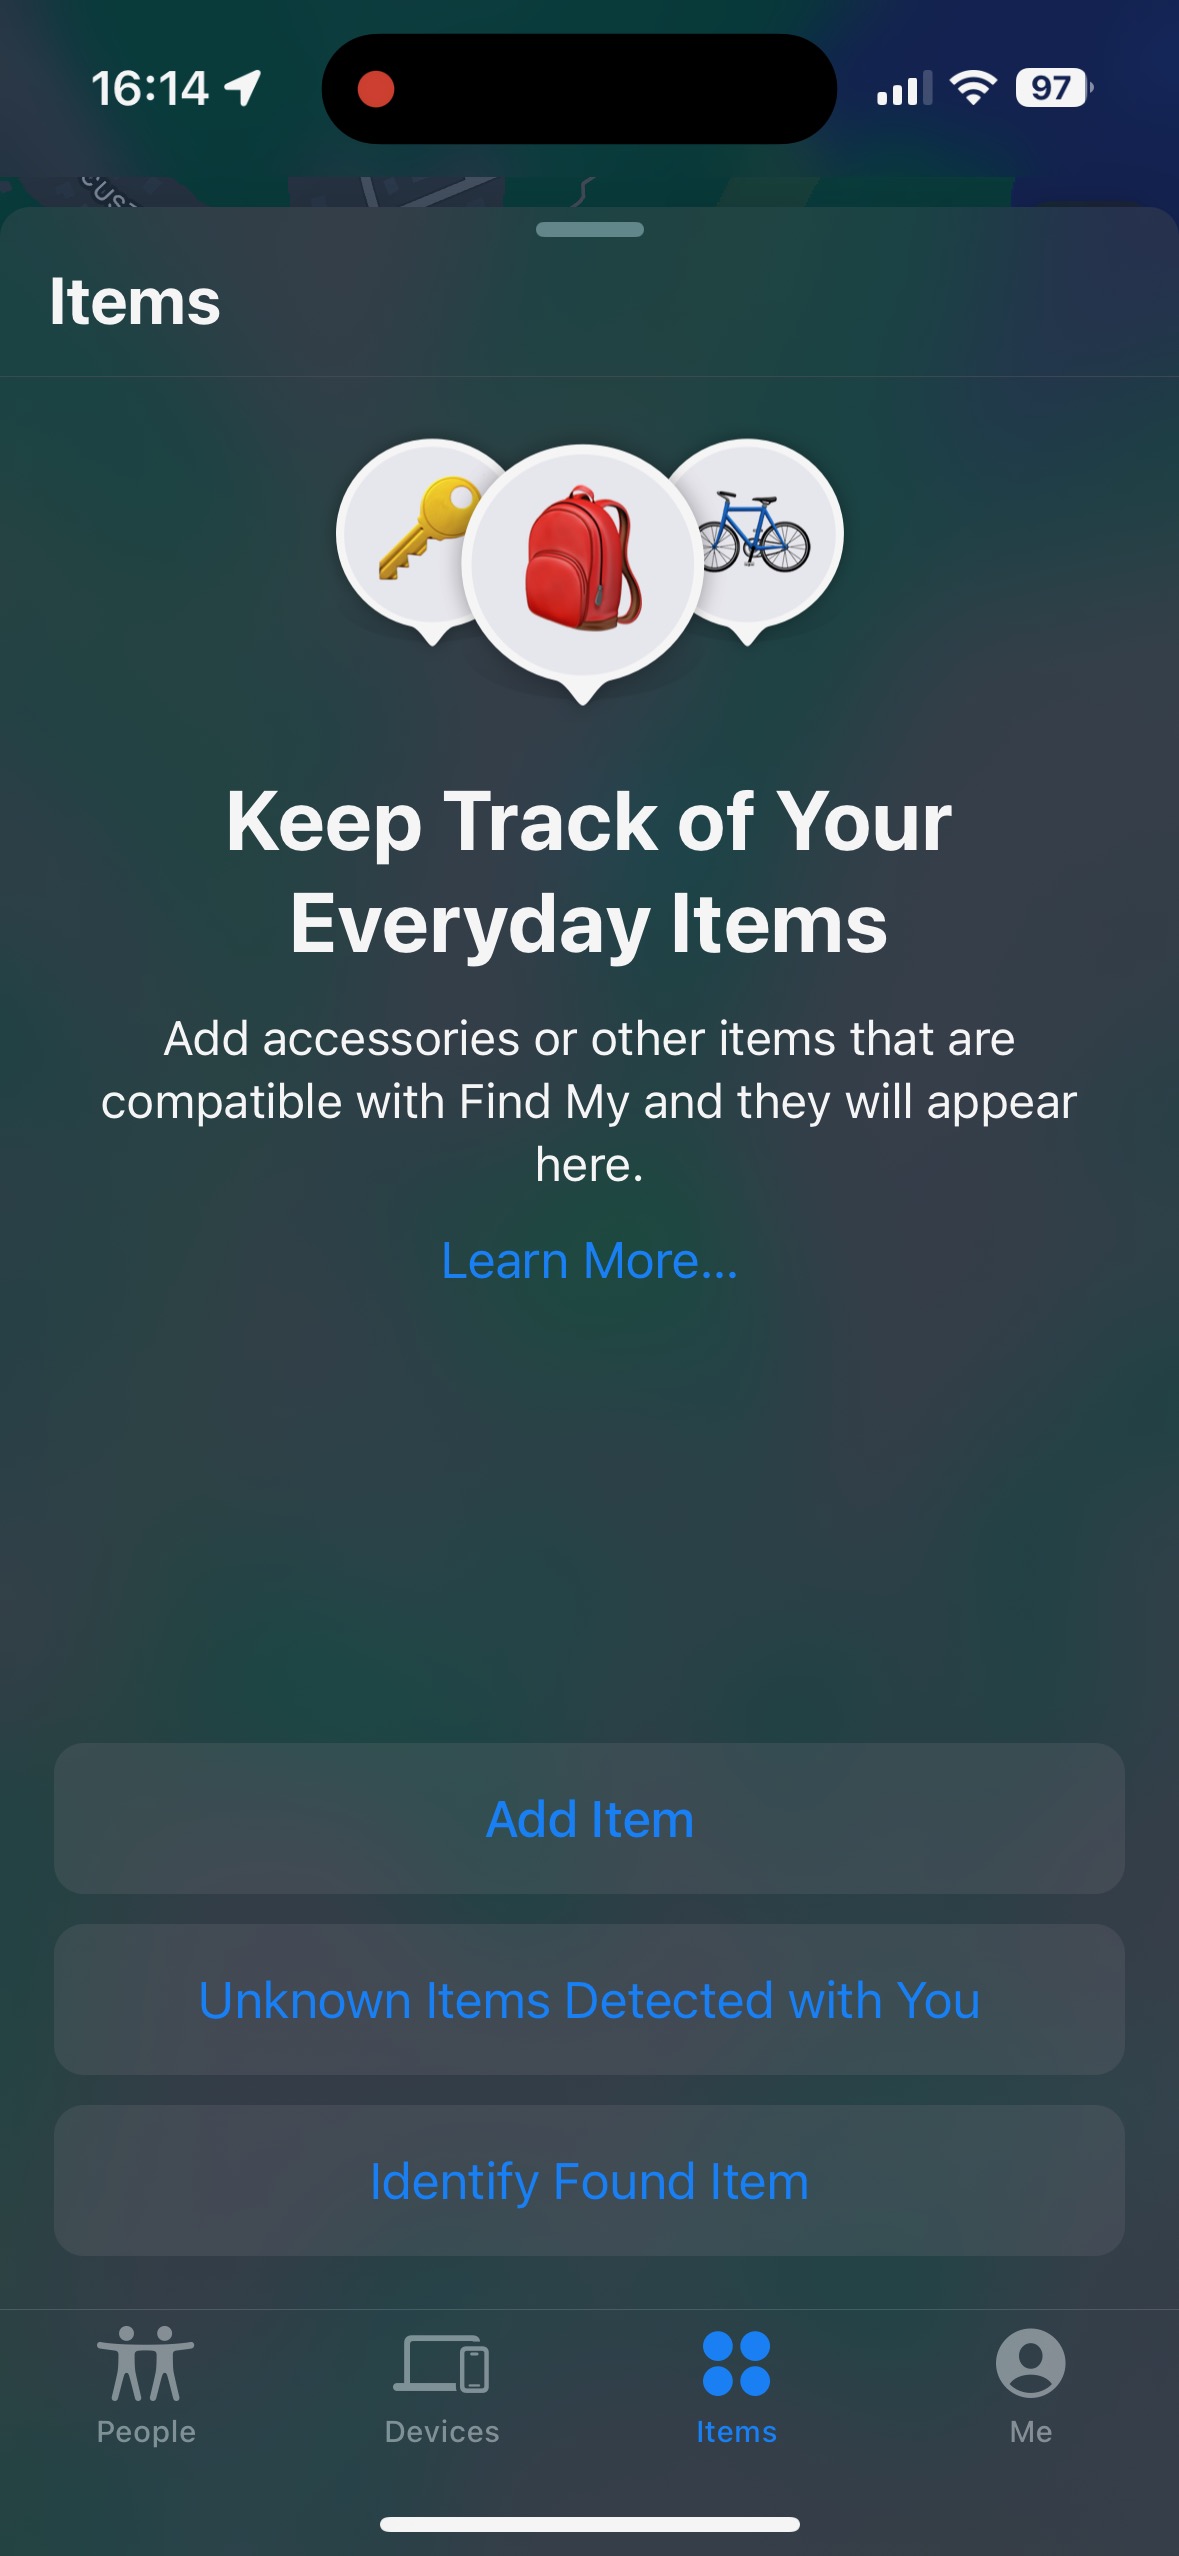 16:14
97
Items
Keep Track of Your
Everyday Items
Add accessories or other items that are
compatible with Find My and they will appear
here.
Learn More...
Add Item
Unknown Items Detected with You
Identify Found Item
People
Devices
Items
Me